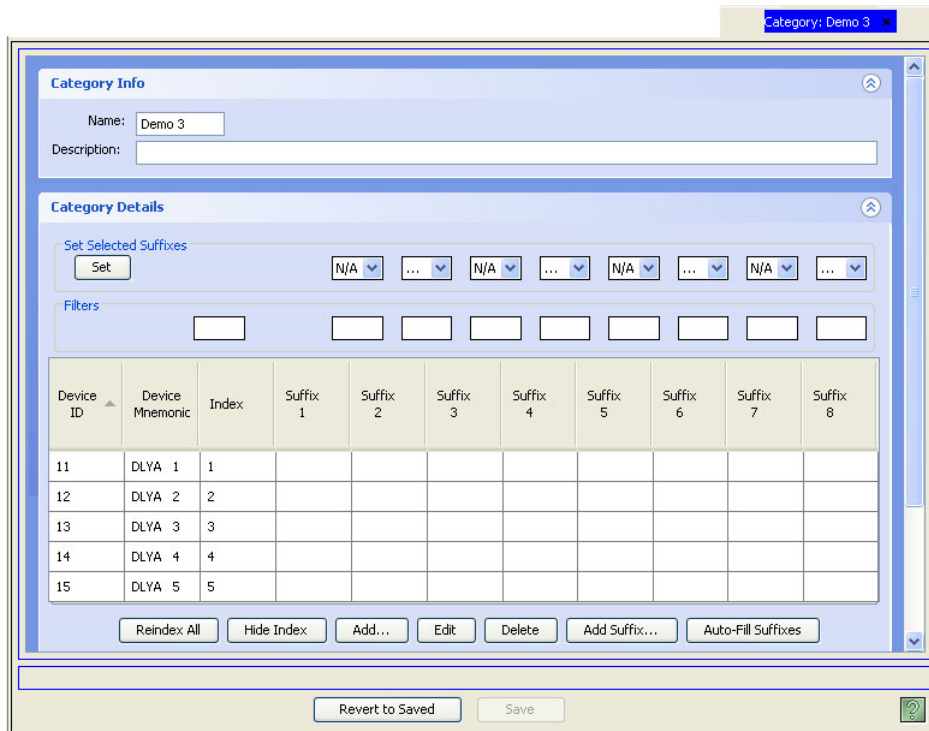 Category: Demo 3 ×
Category Info
Name: Demo 3
Description:
Category Details
Set Selected Suffixes
Set N/A ... N/A ... N/A ... N/A ...
Filters
Device ID Device Mnemonic Index Suffix 1 Suffix 2 Suffix 3 Suffix 4 Suffix 5 Suffix 6 Suffix 7 Suffix 8
11 DLYA 1 1
12 DLYA 2 2
13 DLYA 3 3
14 DLYA 4 4
15 DLYA 5 5
Reindex All Hide Index Add... Edit Delete Add Suffix... Auto-Fill Suffixes
Revert to Saved Save ?